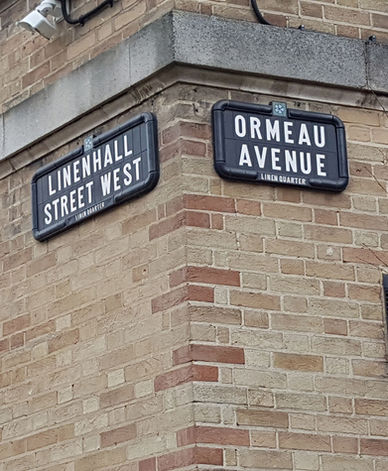 LINENHALL
STREET WEST
LINEN QUARTER
ORMEAU
AVENUE
LINEN QUARTER